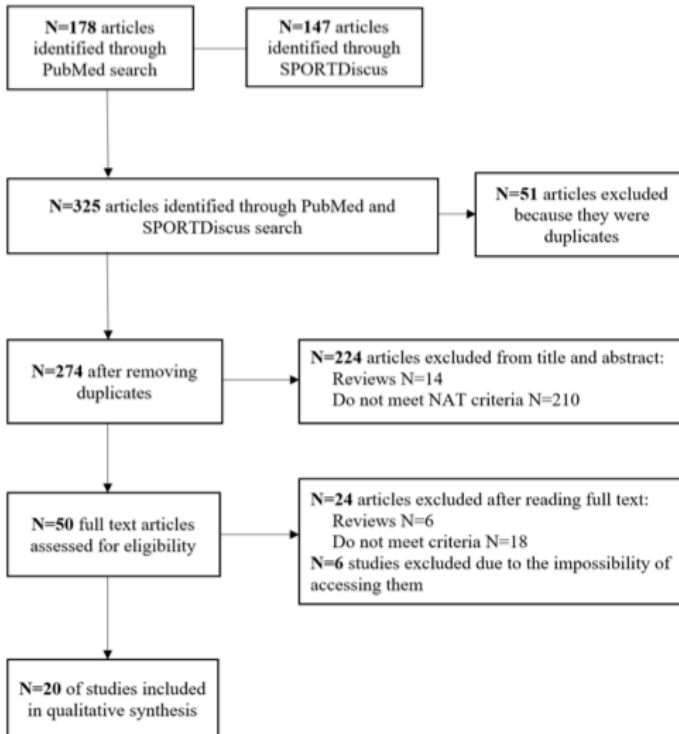 N=178 articles
identified through
PubMed search
N=147 articles
identified through
SPORTDiscus
N=325 articles identified through PubMed and
SPORTDiscus search
N=51 articles excluded
because they were
duplicates
N=274 after removing
duplicates
N=224 articles excluded from title and abstract:
Reviews N=14
Do not meet NAT criteria N=210
N=50 full text articles
assessed for eligibility
N=24 articles excluded after reading full text:
Reviews N=6
Do not meet criteria N=18
N=6 studies excluded due to the impossibility of
accessing them
N=20 of studies included
in qualitative synthesis